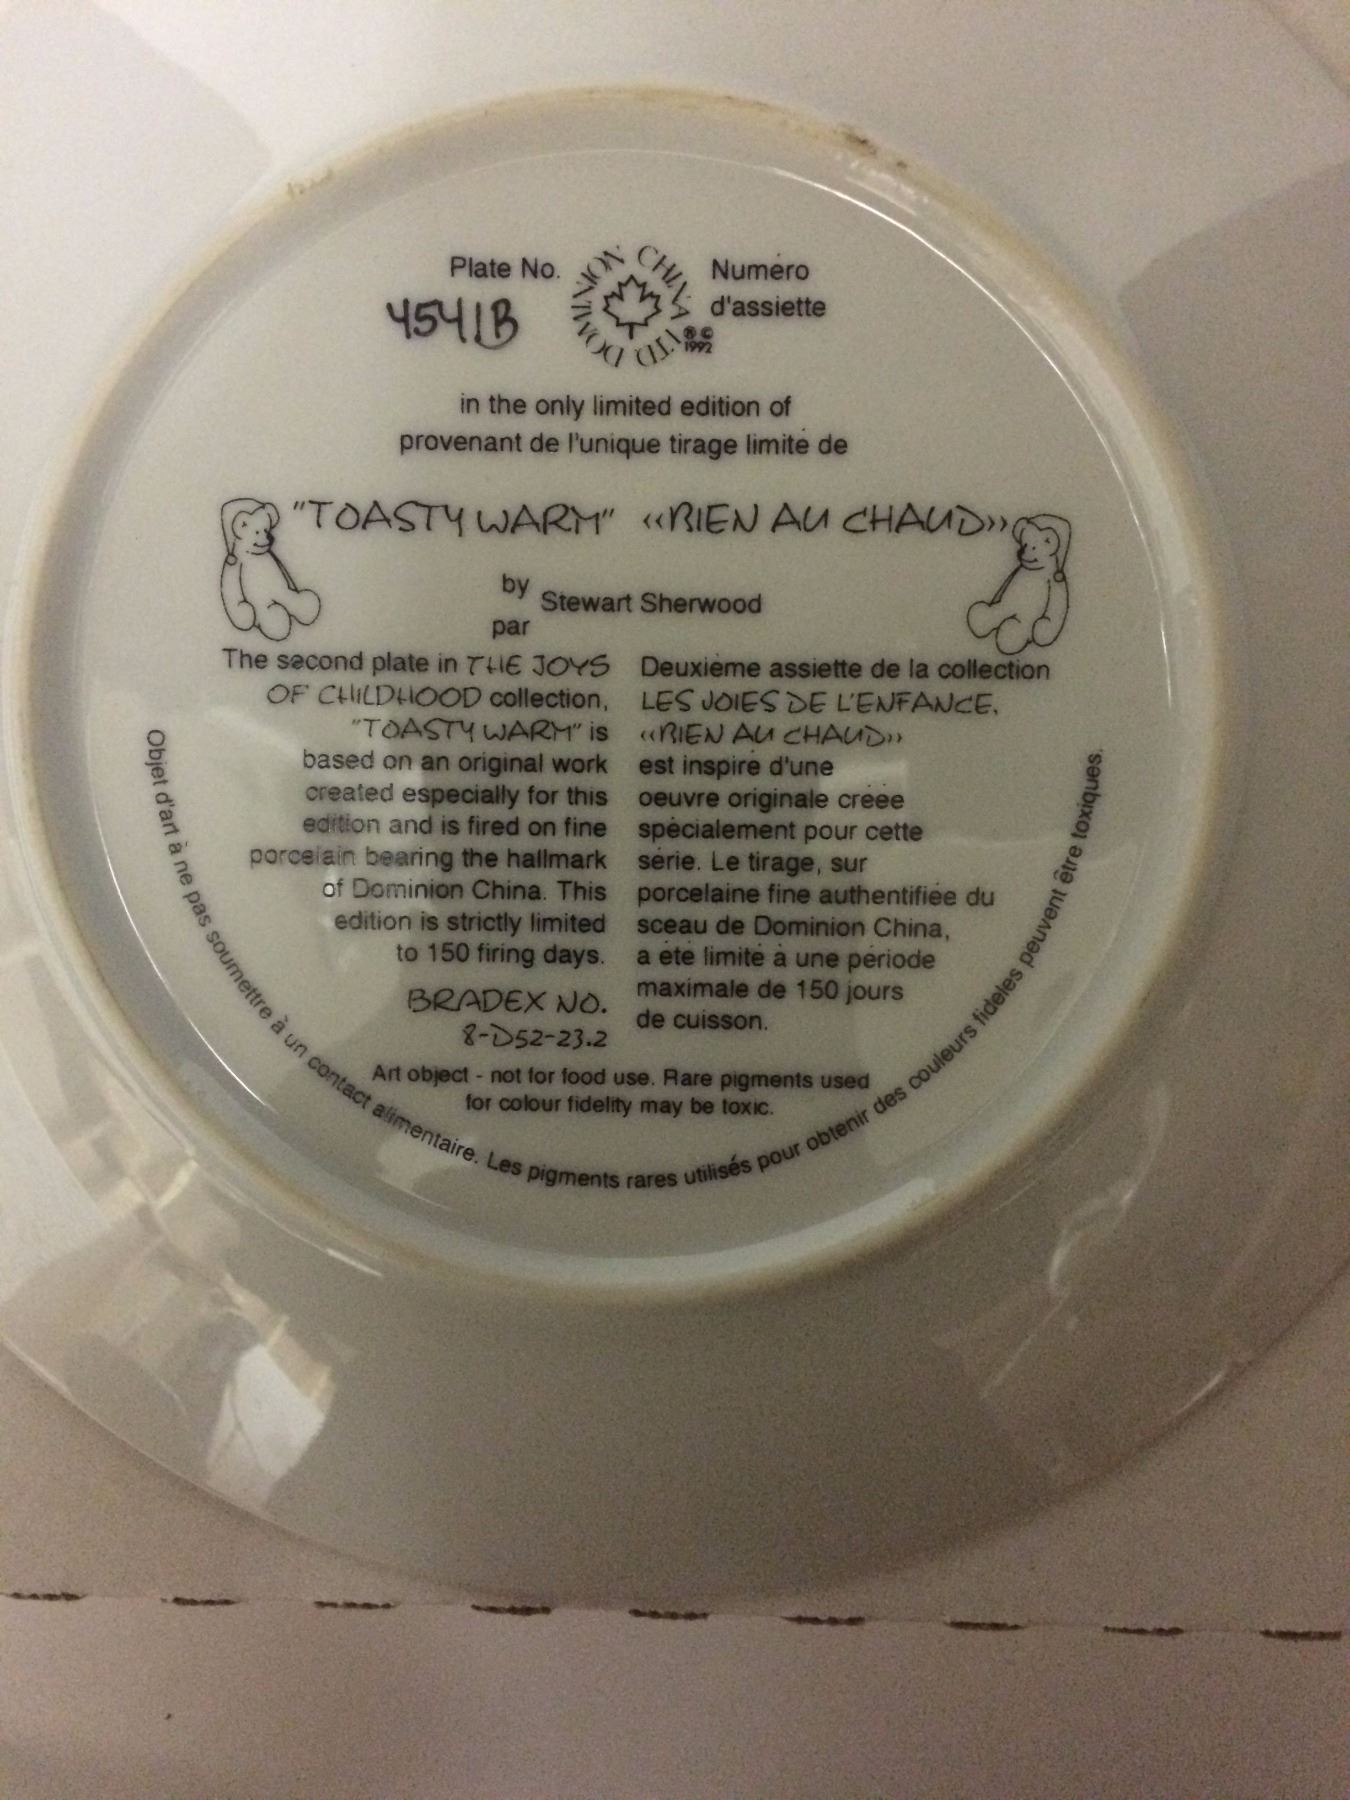 Plate No.
4541B
DOMINION CHINA LTD
® ©
1992
Numéro
d'assiette
in the only limited edition of
provenant de l'unique tirage limité de
"TOASTY WARM" «BIEN AU CHAUD»
by
par
Stewart Sherwood
The second plate in THE JOYS
OF CHILDHOOD collection,
"TOASTY WARM" is
based on an original work
created especially for this
edition and is fired on fine
porcelain bearing the hallmark
of Dominion China. This
edition is strictly limited
to 150 firing days.
BRADEX NO.
8-D52-23.2
Deuxième assiette de la collection
LES JOIES DE L'ENFANCE,
«BIEN AU CHAUD»
est inspiré d'une
oeuvre originale créée
spécialement pour cette
série. Le tirage, sur
porcelaine fine authentifiée du
sceau de Dominion China,
a été limité à une période
maximale de 150 jours
de cuisson.
Art object - not for food use. Rare pigments used
for colour fidelity may be toxic.
Objet d'art à ne pas soumettre à un contact alimentaire. Les pigments rares utilisés pour obtenir des couleurs fidèles peuvent être toxiques.